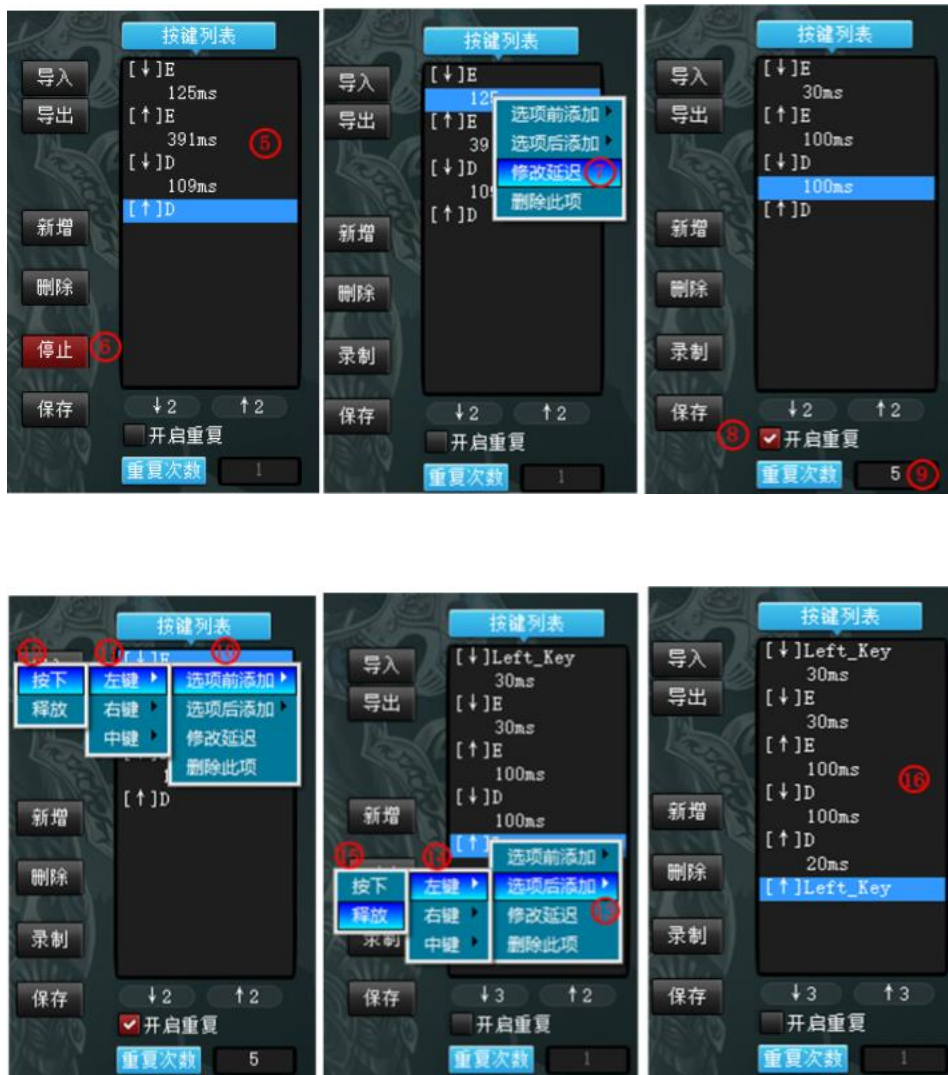 按键列表
导入
导出
[↓]E
125ms
[↑]E
391ms
⑤
[↓]D
109ms
[↑]D
新增
删除
停止
⑥
保存
↓2 ↑2
开启重复
重复次数 1
按键列表
导入
导出
[↓]E
[↑]E
[↓]D
[↑]D
选项前添加
选项后添加
修改延迟 ⑦
删除此项
新增
删除
录制
保存
↓2 ↑2
开启重复
重复次数 1
按键列表
导入
导出
[↓]E
30ms
[↑]E
100ms
[↓]D
100ms
[↑]D
新增
删除
录制
保存
↓2 ↑2
⑧ 开启重复
重复次数 5 ⑨
按键列表
⑫ ⑪ ⑩
按下 左键 选项前添加
释放 右键 选项后添加
中键 修改延迟
删除此项
[↑]D
新增
删除
录制
保存
↓2 ↑2
开启重复
重复次数 5
按键列表
导入
导出
[↓]Left_Key
30ms
[↓]E
30ms
[↑]E
100ms
[↓]D
100ms
新增
⑮ ⑭ 选项前添加
按下 左键 选项后添加
释放 右键 修改延迟 ⑬
中键 删除此项
保存
↓3 ↑2
开启重复
重复次数 1
按键列表
导入
导出
[↓]Left_Key
30ms
[↓]E
30ms
[↑]E
100ms
⑯
[↓]D
100ms
[↑]D
20ms
[↑]Left_Key
新增
删除
录制
保存
↓3 ↑3
开启重复
重复次数 1